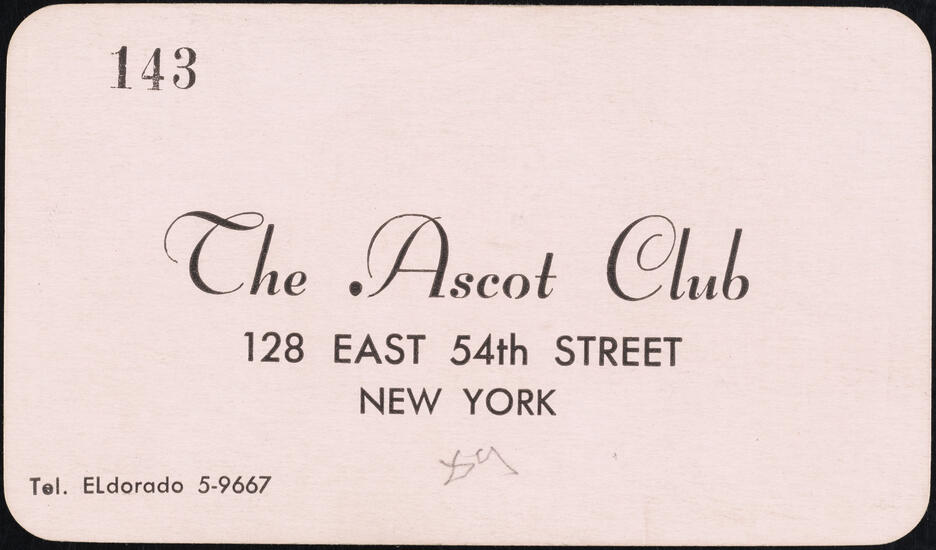 143
The Ascot Club
128 EAST 54th STREET
NEW YORK
Tel. ELdorado 5-9667